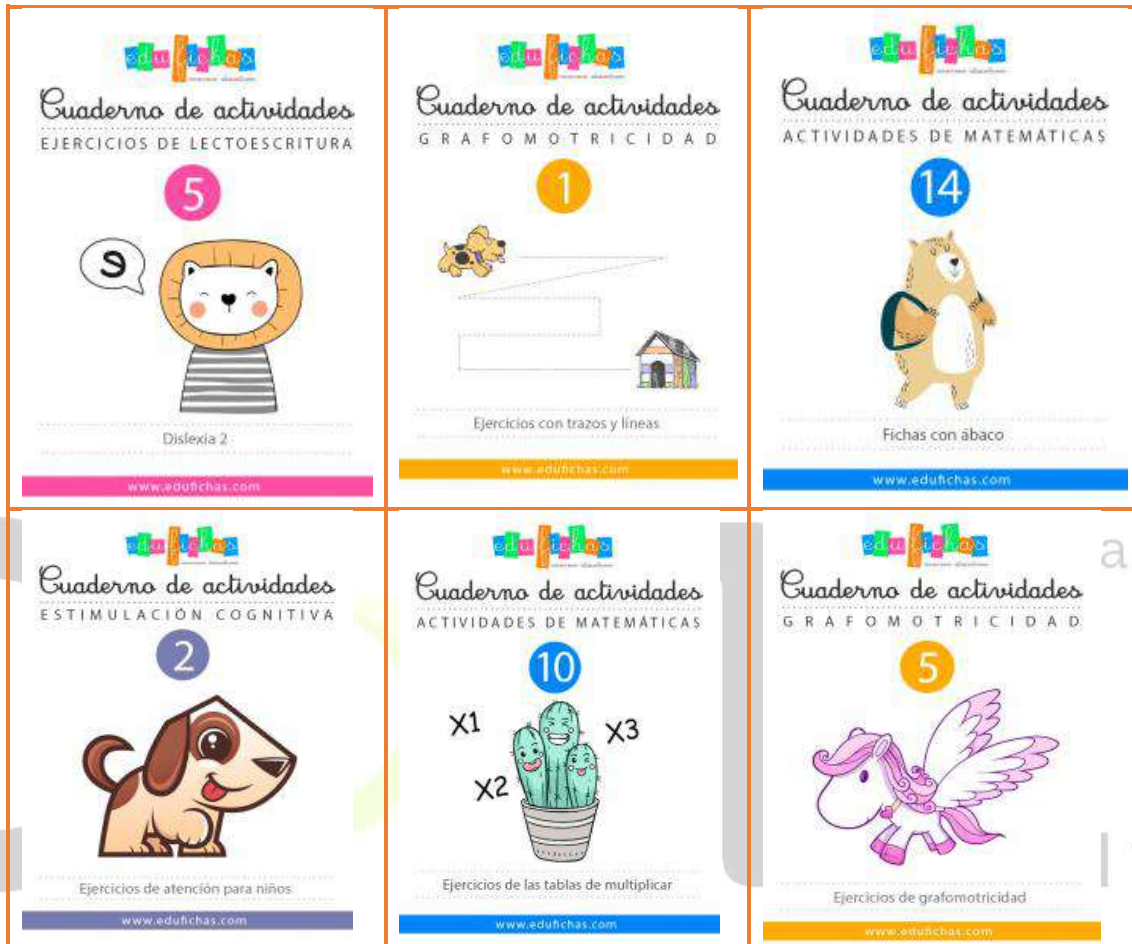 edufichas
Cuaderno de actividades
EJERCICIOS DE LECTOESCRITURA
5
Dislexia 2
www.edufichas.com
edufichas
Cuaderno de actividades
GRAFOMOTRICIDAD
1
Ejercicios con trazos y líneas
www.edufichas.com
edufichas
Cuaderno de actividades
ACTIVIDADES DE MATEMÁTICAS
14
Fichas con ábaco
www.edufichas.com
edufichas
Cuaderno de actividades
ESTIMULACIÓN COGNITIVA
2
Ejercicios de atención para niños
www.edufichas.com
edufichas
Cuaderno de actividades
ACTIVIDADES DE MATEMÁTICAS
10
X1
X3
X2
Ejercicios de las tablas de multiplicar
www.edufichas.com
edufichas
Cuaderno de actividades
GRAFOMOTRICIDAD
5
Ejercicios de grafomotricidad
www.edufichas.com
a